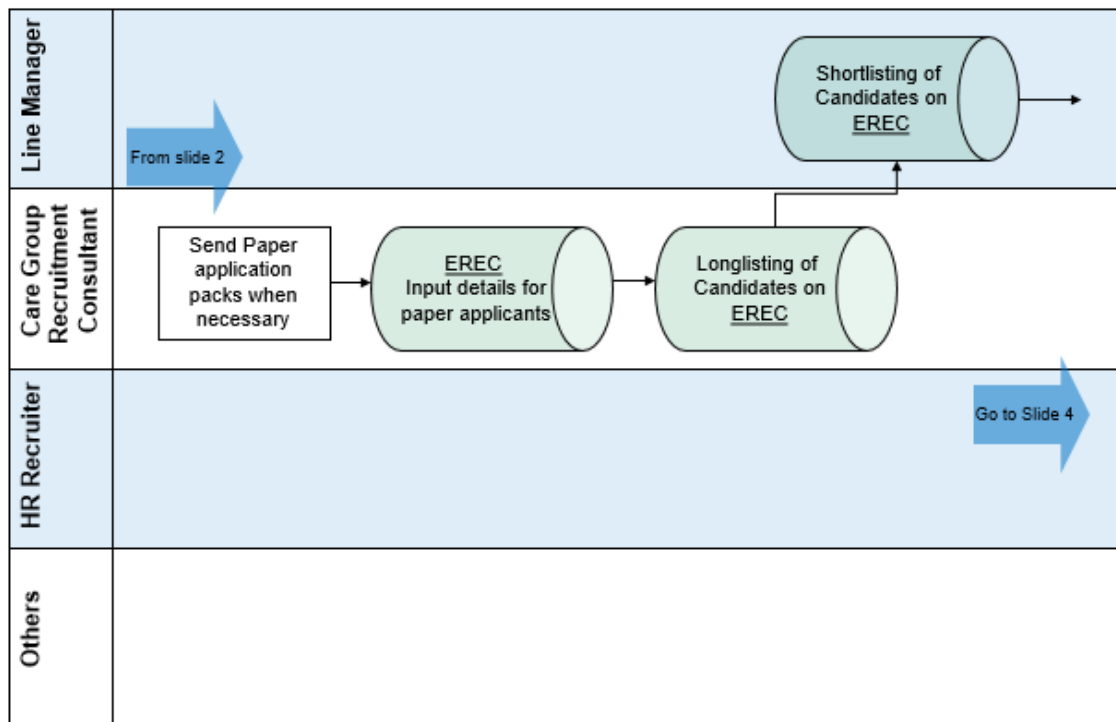 Line Manager
From slide 2
Shortlisting of
Candidates on
EREC
Care Group
Recruitment
Consultant
Send Paper
application
packs when
necessary
EREC
Input details for
paper applicants
Longlisting of
Candidates on
EREC
HR Recruiter
Go to Slide 4
Others